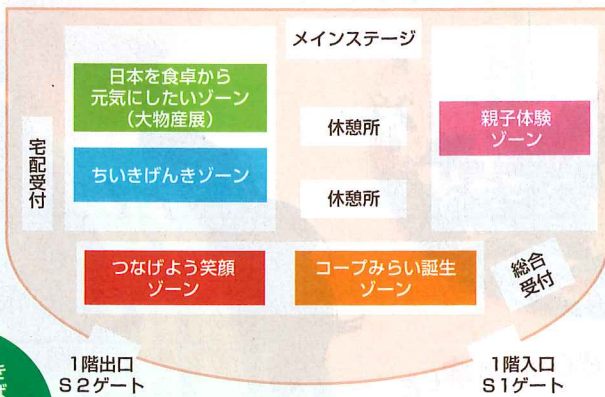 メインステージ
日本を食卓から
元気にしたいゾーン
（大物産展）
親子体験
ゾーン
休憩所
宅配受付
ちいきげんきゾーン
休憩所
つなげよう笑顔
ゾーン
コープみらい誕生
ゾーン
総合
受付
1階出口
S2ゲート
1階入口
S1ゲート